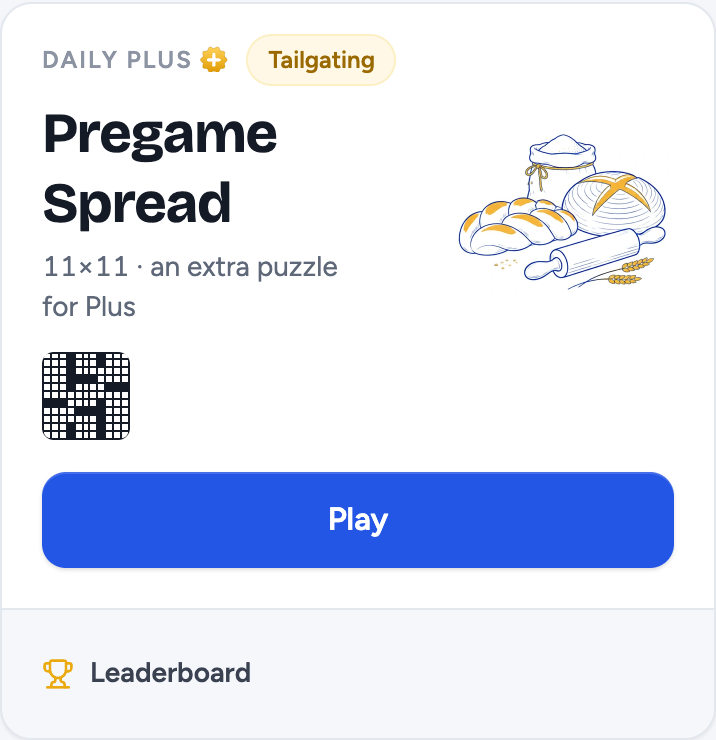 DAILY PLUS
Tailgating
Pregame
Spread
11×11 · an extra puzzle
for Plus
Play
Leaderboard